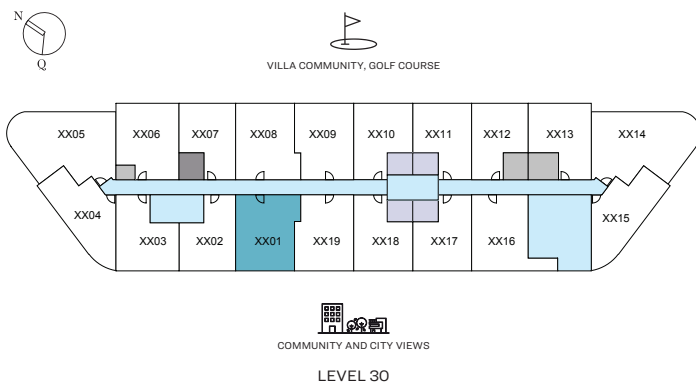 N
Q
VILLA COMMUNITY, GOLF COURSE
XX05 XX06 XX07 XX08 XX09 XX10 XX11 XX12 XX13 XX14
XX04 XX03 XX02 XX01 XX19 XX18 XX17 XX16 XX15
COMMUNITY AND CITY VIEWS
LEVEL 30